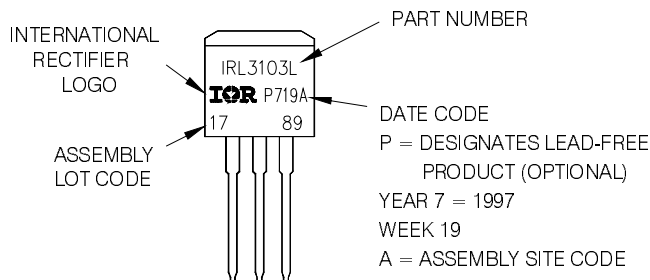 PART NUMBER
INTERNATIONAL
RECTIFIER
LOGO
IRL3103L
IOR P719A
17 89
ASSEMBLY
LOT CODE
DATE CODE
P = DESIGNATES LEAD-FREE
PRODUCT (OPTIONAL)
YEAR 7 = 1997
WEEK 19
A = ASSEMBLY SITE CODE